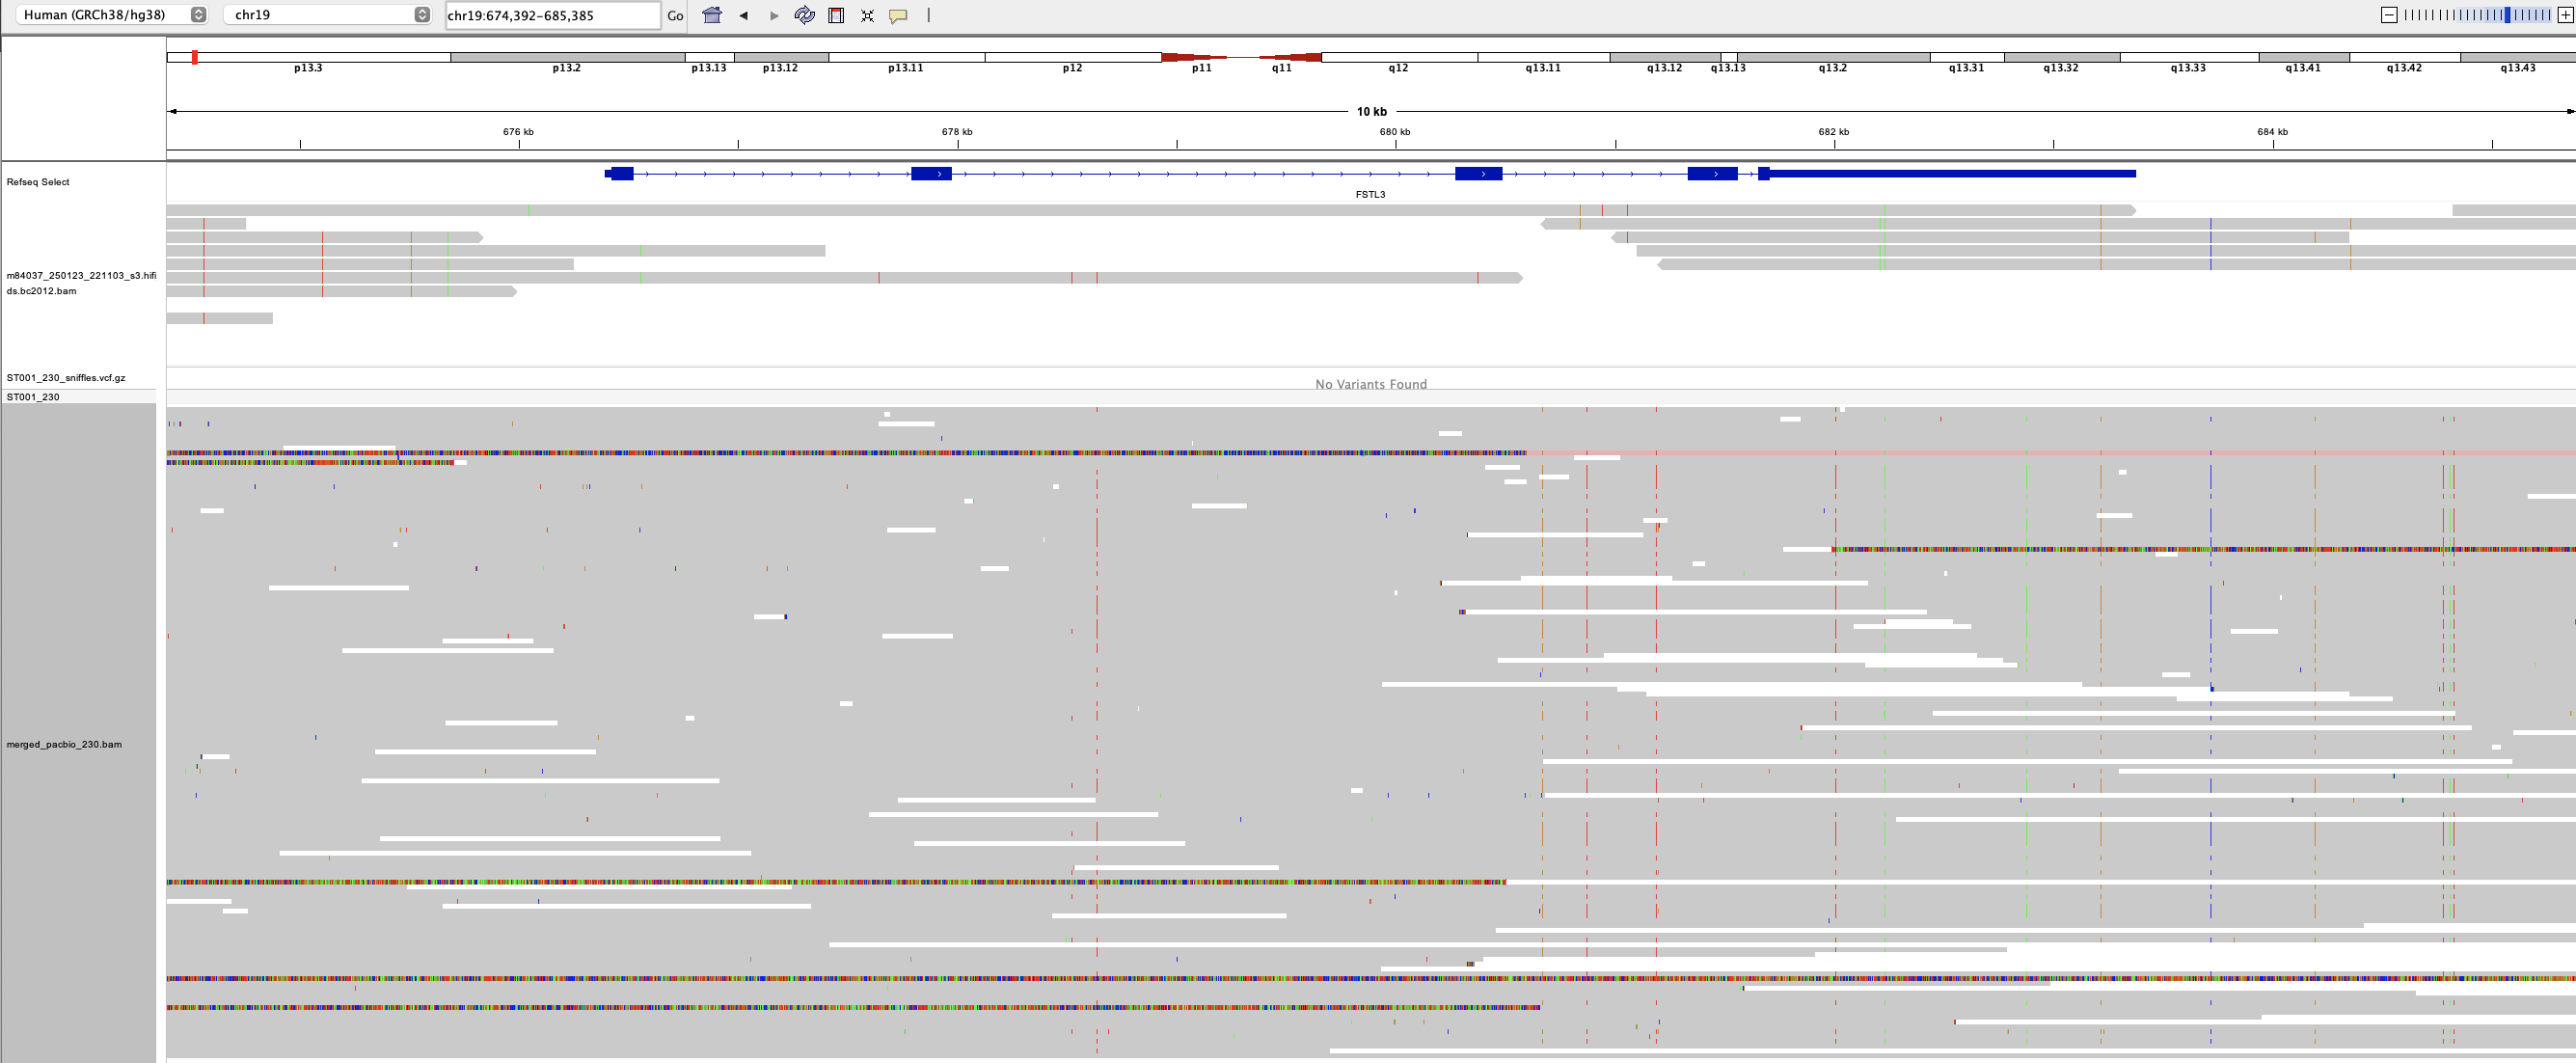 Human (GRCh38/hg38) chr19 chr19:674,392-685,385 Go
p13.3 p13.2 p13.13 p13.12 p13.11 p12 p11 q11 q12 q13.11 q13.12 q13.13 q13.2 q13.31 q13.32 q13.33 q13.41 q13.42 q13.43
10 kb
676 kb 678 kb 680 kb 682 kb 684 kb
Refseq Select
FSTL3
m84037_250123_221103_s3.hifi
ds.bc2012.bam
ST001_230_sniffles.vcf.gz
No Variants Found
ST001_230
merged_pacbio_230.bam